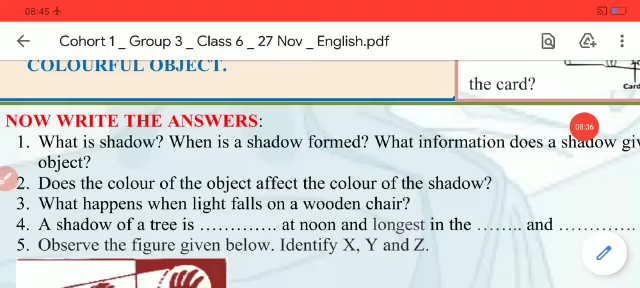 08:45
Cohort 1 _ Group 3 _ Class 6 _ 27 Nov _ English.pdf
COLOURFUL OBJECT.
the card?
Card
NOW WRITE THE ANSWERS:
08:36
1. What is shadow? When is a shadow formed? What information does a shadow giv
object?
2. Does the colour of the object affect the colour of the shadow?
3. What happens when light falls on a wooden chair?
4. A shadow of a tree is ............. at noon and longest in the ........ and .............
5. Observe the figure given below. Identify X, Y and Z.